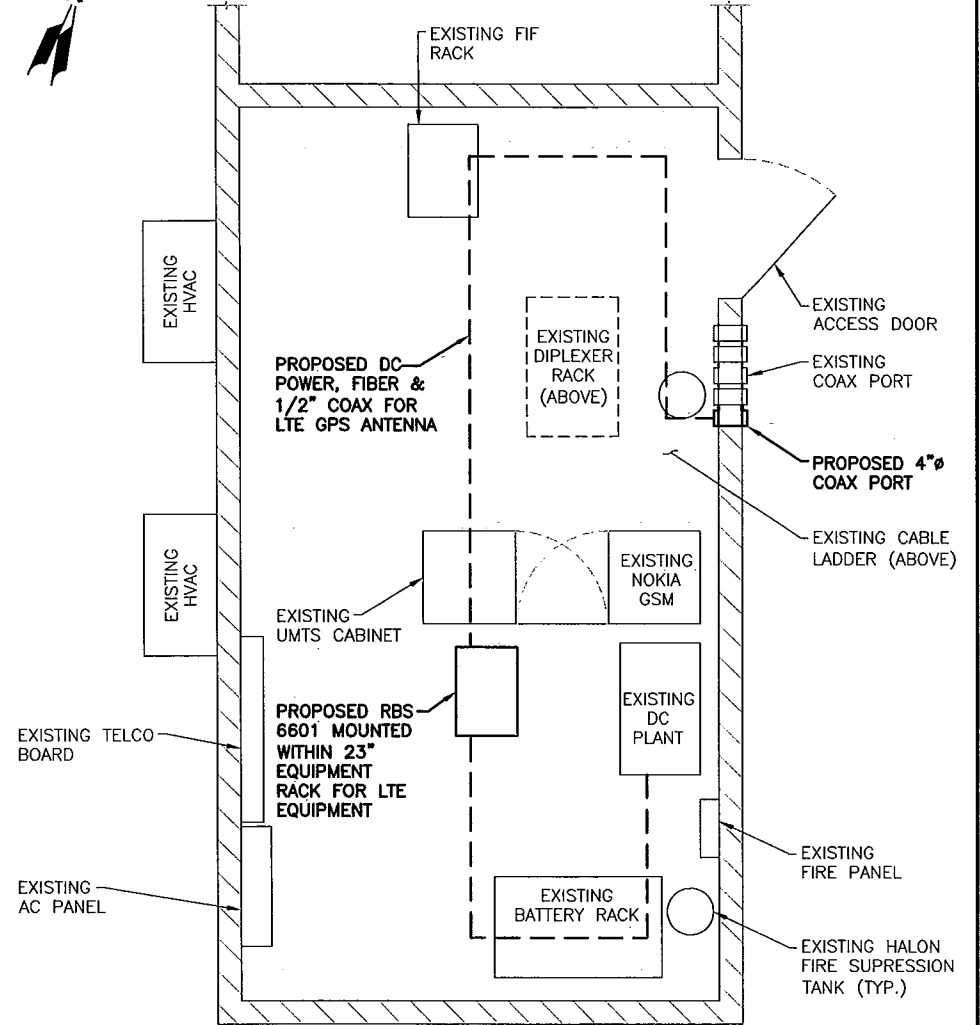 EXISTING FIF
RACK
EXISTING
HVAC
EXISTING
ACCESS DOOR
EXISTING
DIPLEXER
RACK
(ABOVE)
EXISTING
COAX PORT
PROPOSED DC
POWER, FIBER &
1/2" COAX FOR
LTE GPS ANTENNA
PROPOSED 4"ø
COAX PORT
EXISTING CABLE
LADDER (ABOVE)
EXISTING
HVAC
EXISTING
NOKIA
GSM
EXISTING
UMTS CABINET
EXISTING
DC
PLANT
PROPOSED RBS
6601 MOUNTED
WITHIN 23"
EQUIPMENT
RACK FOR LTE
EQUIPMENT
EXISTING TELCO
BOARD
EXISTING
FIRE PANEL
EXISTING
AC PANEL
EXISTING
BATTERY RACK
EXISTING HALON
FIRE SUPRESSION
TANK (TYP.)